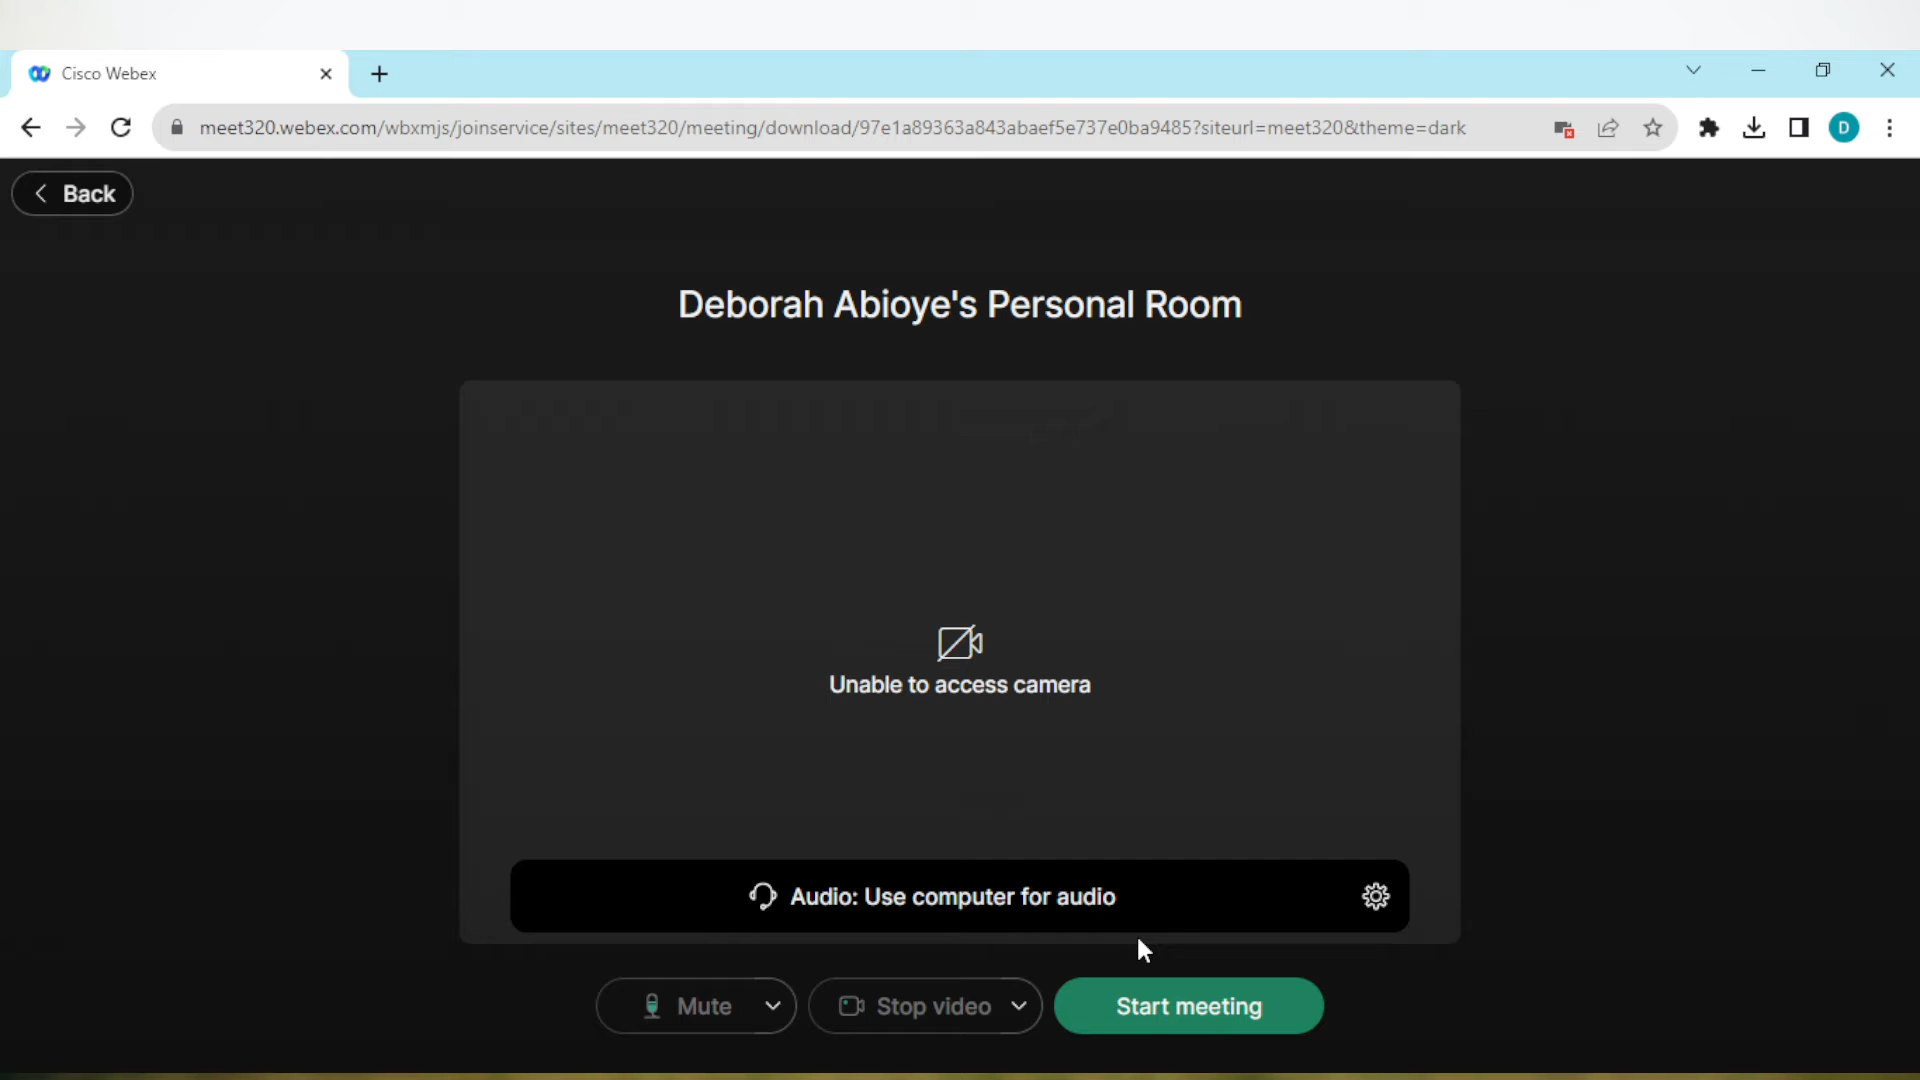 Cisco Webex
meet320.webex.com/wbxmjs/joinservice/sites/meet320/meeting/download/97e1a89363a843abaef5e737e0ba9485?siteurl=meet320&theme=dark
D
Back
Deborah Abioye's Personal Room
Unable to access camera
Audio: Use computer for audio
Mute
Stop video
Start meeting